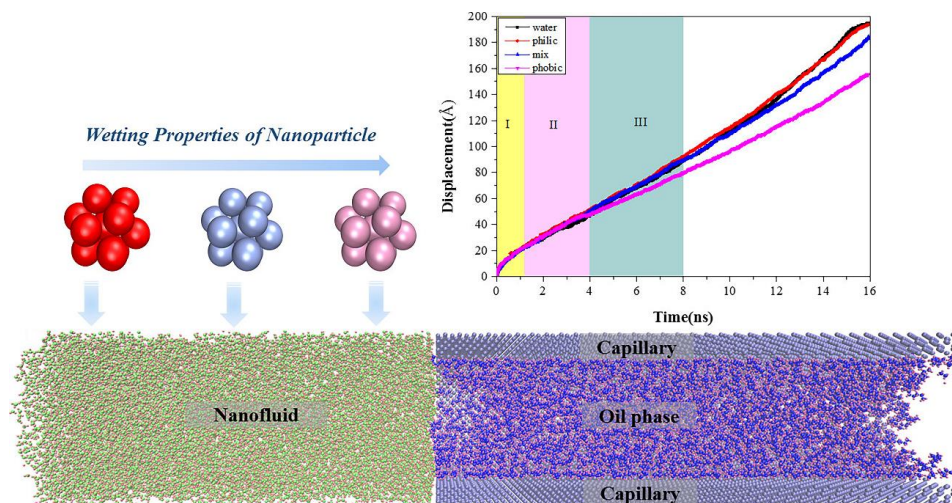 Wetting Properties of Nanoparticle
Displacement(Å)
200
180
160
140
120
100
80
60
40
20
0
water
philic
mix
phobic
I
II
III
0 2 4 6 8 10 12 14 16
Time(ns)
Capillary
Nanofluid
Oil phase
Capillary